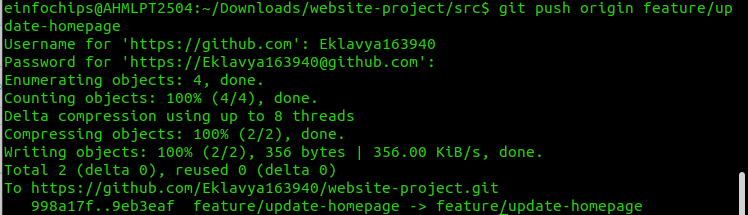 einfochips@AHMLPT2504:~/Downloads/website-project/src$ git push origin feature/up
date-homepage
Username for 'https://github.com': Eklavya163940
Password for 'https://Eklavya163940@github.com':
Enumerating objects: 4, done.
Counting objects: 100% (4/4), done.
Delta compression using up to 8 threads
Compressing objects: 100% (2/2), done.
Writing objects: 100% (2/2), 356 bytes | 356.00 KiB/s, done.
Total 2 (delta 0), reused 0 (delta 0)
To https://github.com/Eklavya163940/website-project.git
   998a17f..9eb3eaf  feature/update-homepage -> feature/update-homepage